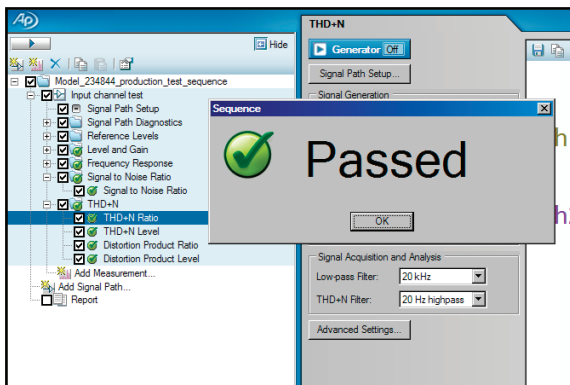 AP
Hide
Model_234844_production_test_sequence
Input channel test
Signal Path Setup
Signal Path Diagnostics
Reference Levels
Level and Gain
Frequency Response
Signal to Noise Ratio
Signal to Noise Ratio
THD+N
THD+N Ratio
THD+N Level
Distortion Product Ratio
Distortion Product Level
Add Measurement...
Add Signal Path...
Report
THD+N
Generator Off
Signal Path Setup...
Signal Generation
Sequence
Passed
OK
Signal Acquisition and Analysis
Low-pass Filter: 20 kHz
THD+N Filter: 20 Hz highpass
Advanced Settings...